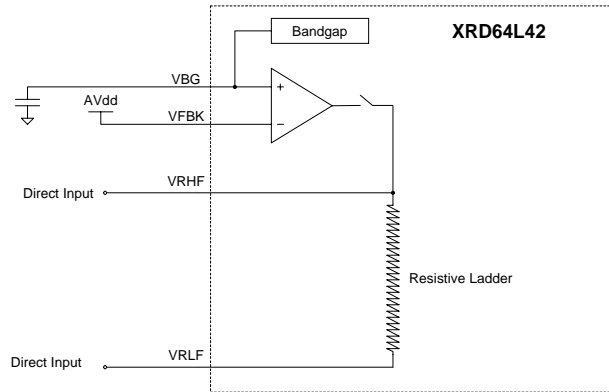 Bandgap
XRD64L42
VBG
+
AVdd
VFBK
−
VRHF
Direct Input
Resistive Ladder
VRLF
Direct Input